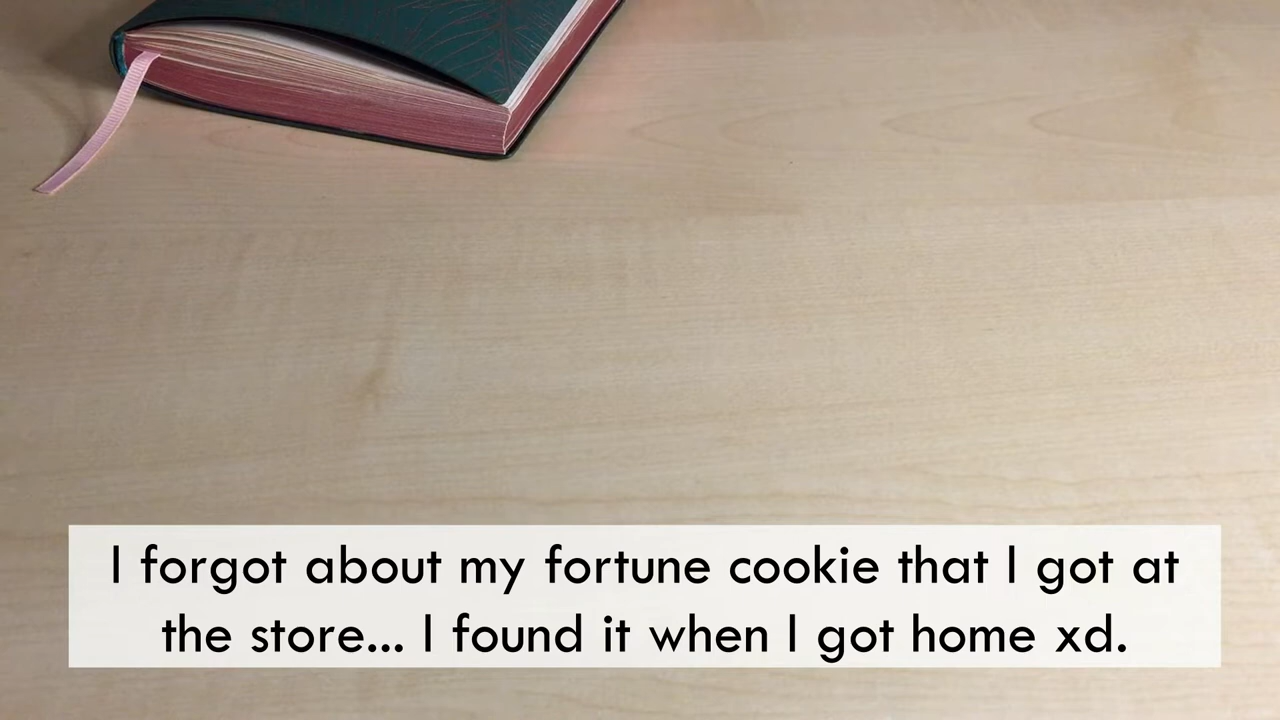 I forgot about my fortune cookie that I got at
the store... I found it when I got home xd.